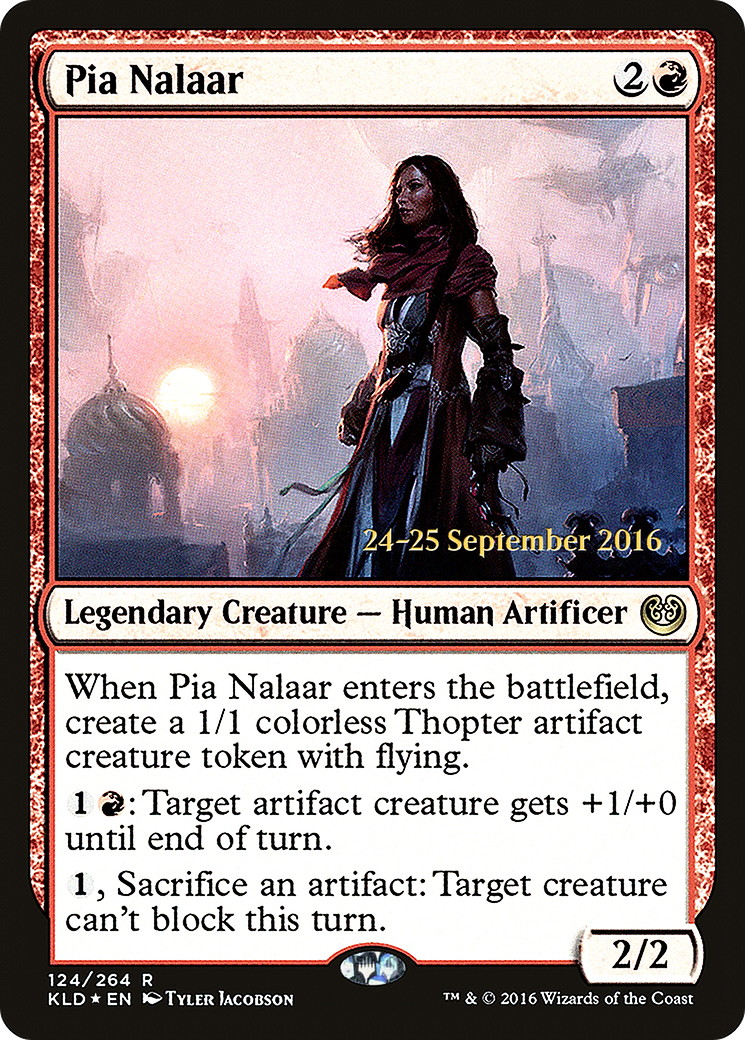 Pia Nalaar 2
24–25 September 2016
Legendary Creature — Human Artificer
When Pia Nalaar enters the battlefield,
create a 1/1 colorless Thopter artifact
creature token with flying.
1 : Target artifact creature gets +1/+0
until end of turn.
1, Sacrifice an artifact: Target creature
can't block this turn.
2/2
124/264 R
KLD ★ EN Tyler Jacobson
™ & © 2016 Wizards of the Coast